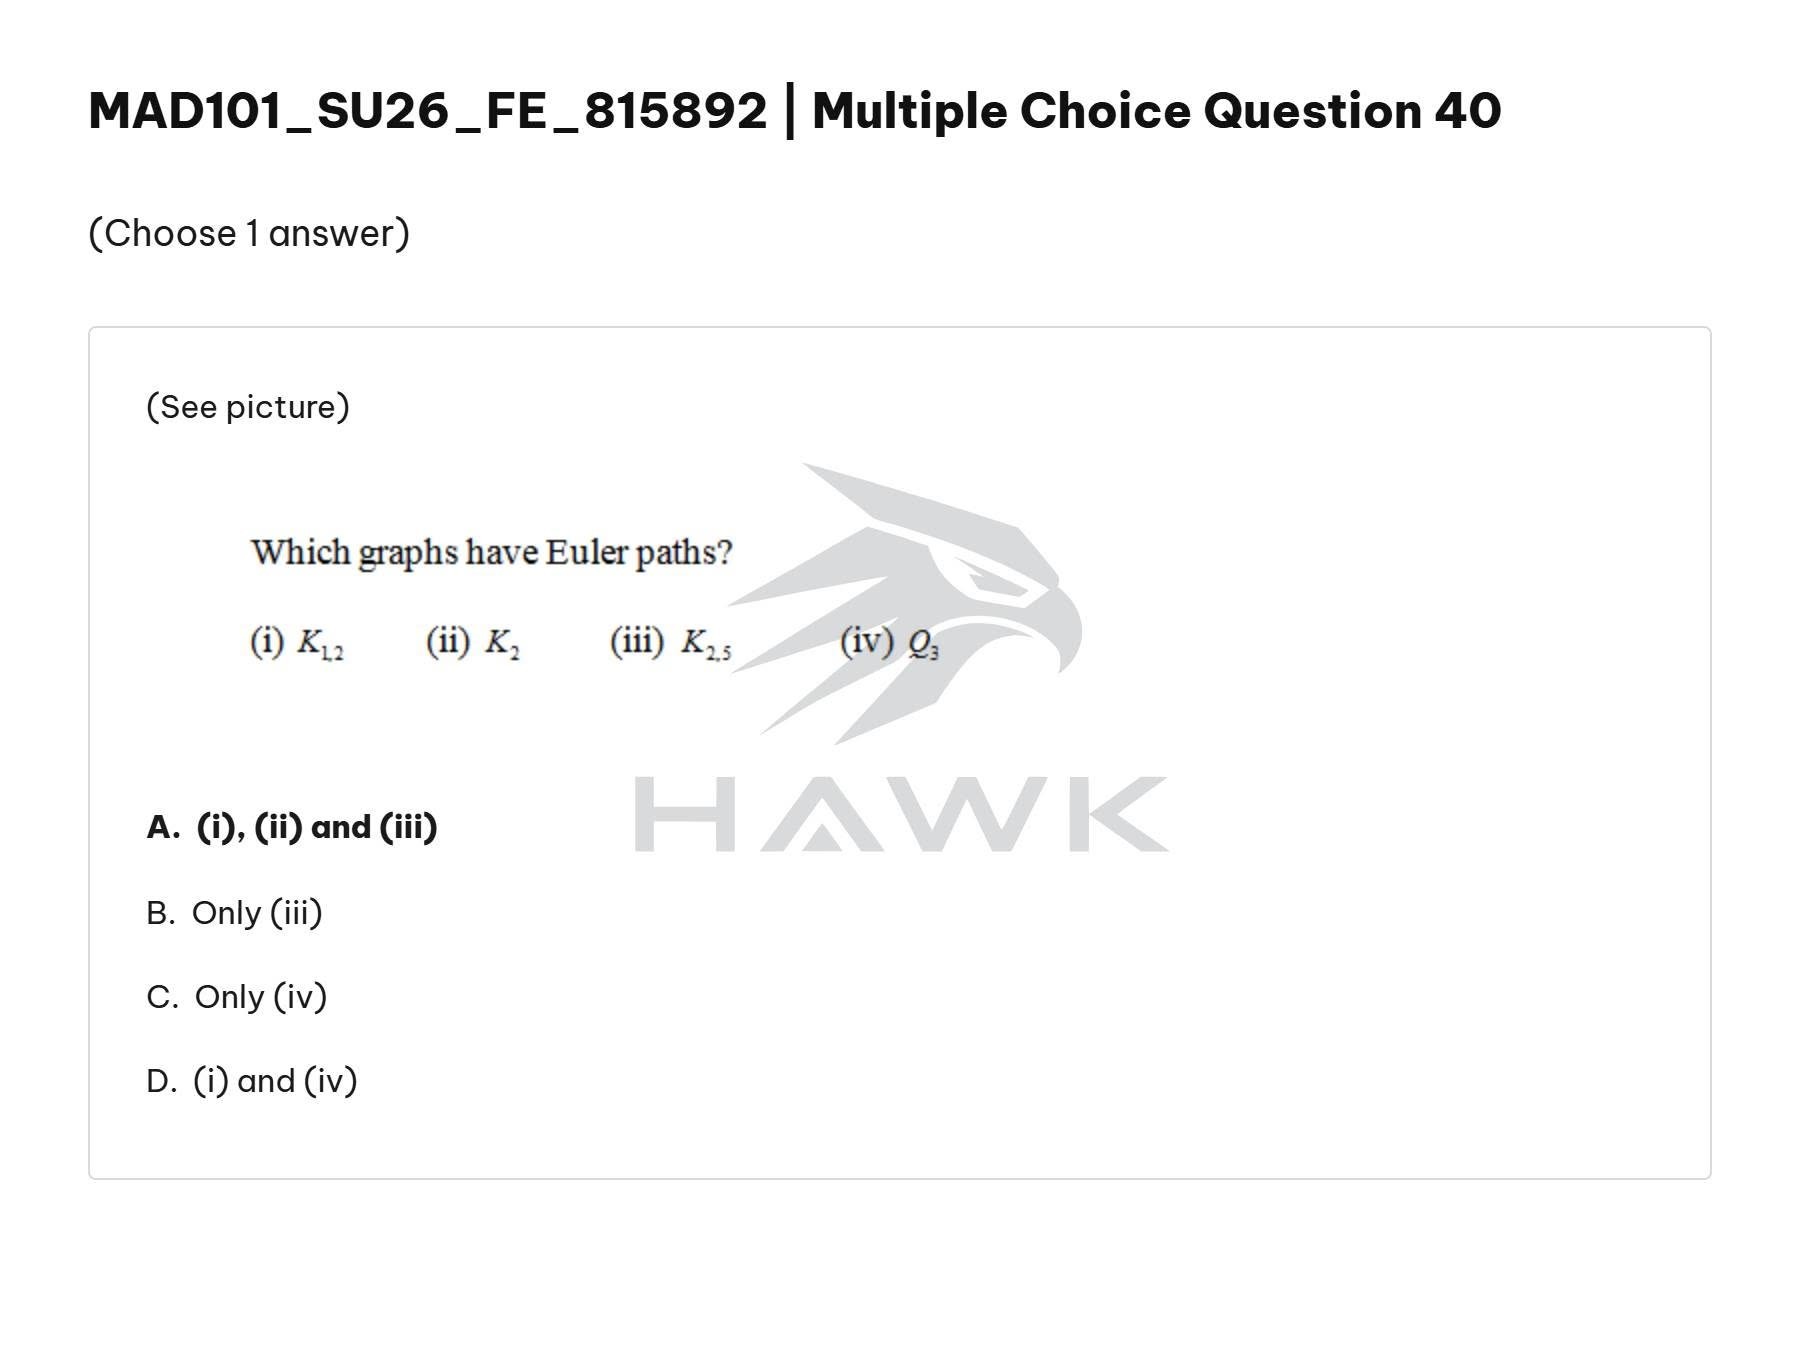 MAD101_SU26_FE_815892 | Multiple Choice Question 40
(Choose 1 answer)
(See picture)
Which graphs have Euler paths?
(i) K1,2 (ii) K2 (iii) K2,5 (iv) Q3
HAWK
A. (i), (ii) and (iii)
B. Only (iii)
C. Only (iv)
D. (i) and (iv)